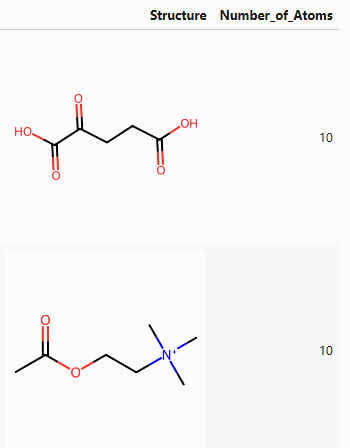 Structure Number_of_Atoms
O
HO
OH
O
O
10
O
N+
O
10